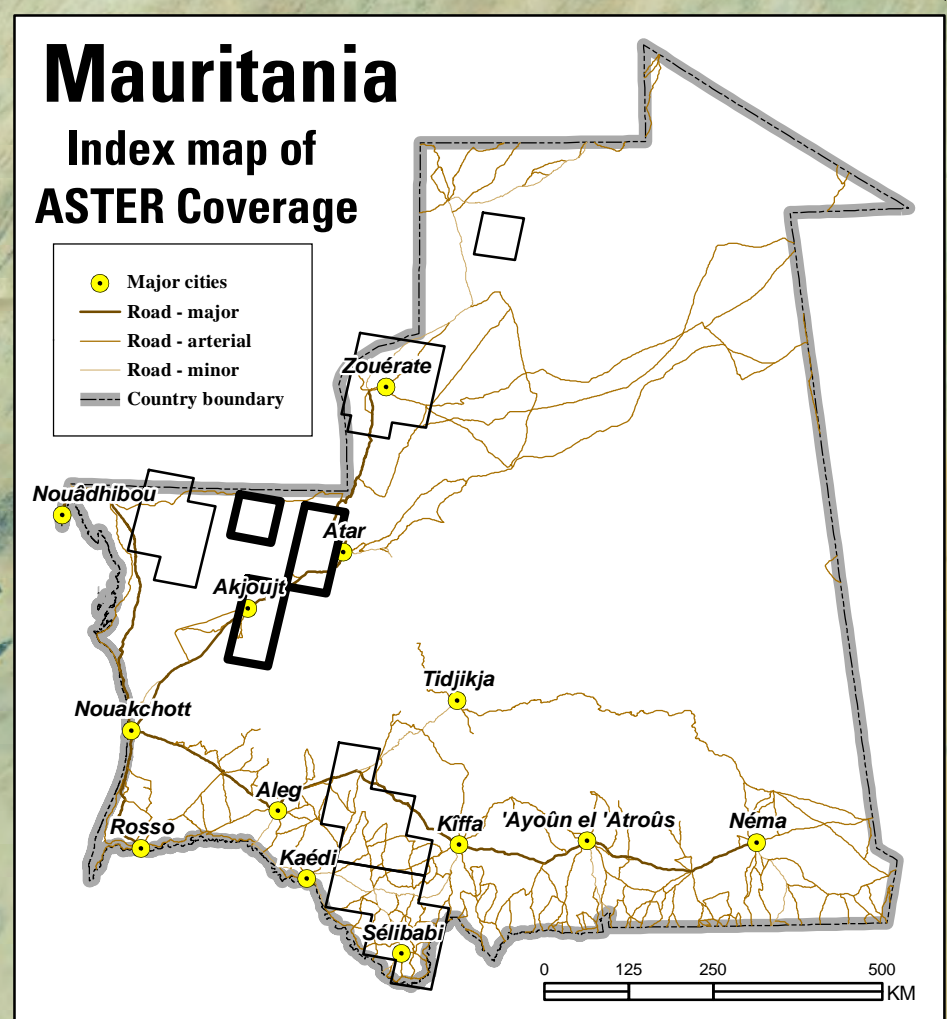 Mauritania
Index map of
ASTER Coverage
Major cities
Road - major
Road - arterial
Road - minor
Country boundary
Zouérate
Nouâdhibou
Atar
Akjoujt
Tidjikja
Nouakchott
Aleg
Rosso
Kîffa
'Ayoûn el 'Atroûs
Néma
Kaédi
Sélibabi
0 125 250 500
KM